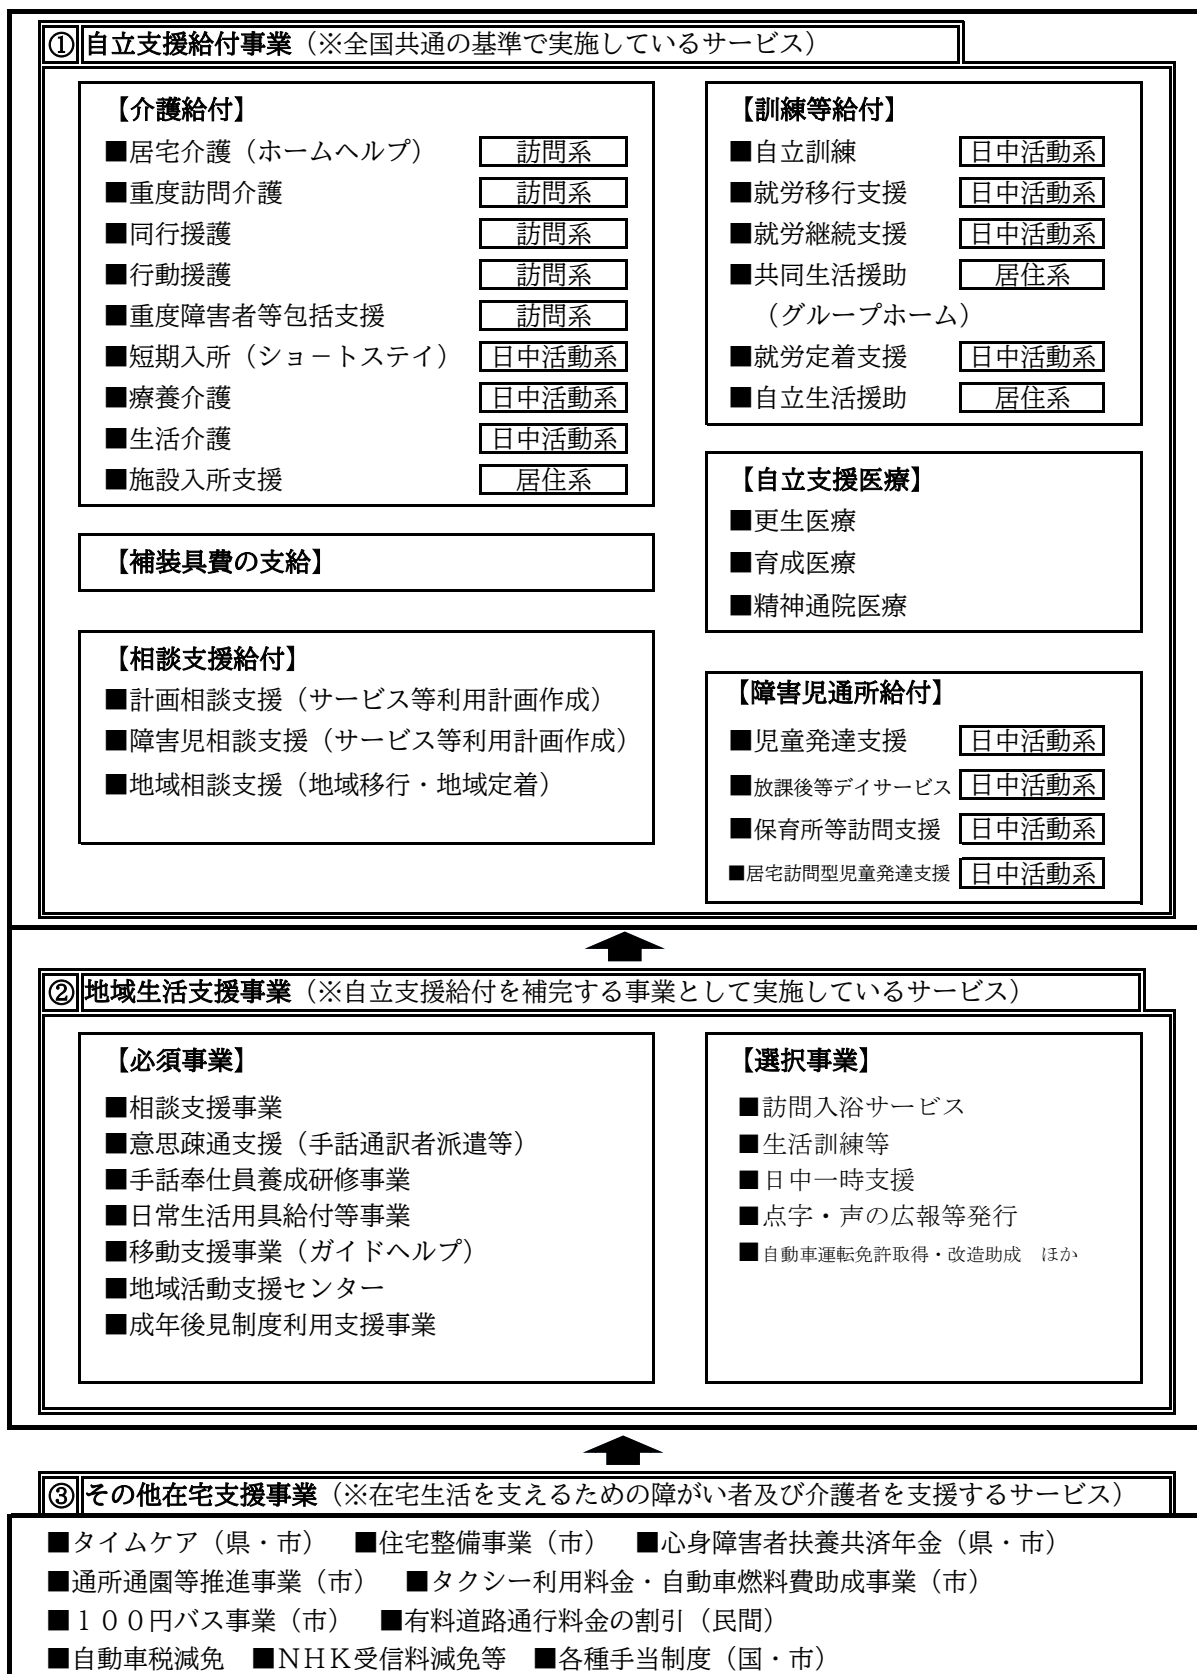 ① 自立支援給付事業（※全国共通の基準で実施しているサービス）
【介護給付】
■居宅介護（ホームヘルプ） 訪問系
■重度訪問介護 訪問系
■同行援護 訪問系
■行動援護 訪問系
■重度障害者等包括支援 訪問系
■短期入所（ショ－トステイ） 日中活動系
■療養介護 日中活動系
■生活介護 日中活動系
■施設入所支援 居住系
【補装具費の支給】
【相談支援給付】
■計画相談支援（サービス等利用計画作成）
■障害児相談支援（サービス等利用計画作成）
■地域相談支援（地域移行・地域定着）
【訓練等給付】
■自立訓練 日中活動系
■就労移行支援 日中活動系
■就労継続支援 日中活動系
■共同生活援助 居住系
（グループホーム）
■就労定着支援 日中活動系
■自立生活援助 居住系
【自立支援医療】
■更生医療
■育成医療
■精神通院医療
【障害児通所給付】
■児童発達支援 日中活動系
■放課後等デイサービス 日中活動系
■保育所等訪問支援 日中活動系
■居宅訪問型児童発達支援 日中活動系
② 地域生活支援事業（※自立支援給付を補完する事業として実施しているサービス）
【必須事業】
■相談支援事業
■意思疎通支援（手話通訳者派遣等）
■手話奉仕員養成研修事業
■日常生活用具給付等事業
■移動支援事業（ガイドヘルプ）
■地域活動支援センター
■成年後見制度利用支援事業
【選択事業】
■訪問入浴サービス
■生活訓練等
■日中一時支援
■点字・声の広報等発行
■自動車運転免許取得・改造助成　ほか
③ その他在宅支援事業（※在宅生活を支えるための障がい者及び介護者を支援するサービス）
■タイムケア（県・市）　■住宅整備事業（市）　■心身障害者扶養共済年金（県・市）
■通所通園等推進事業（市）　■タクシー利用料金・自動車燃料費助成事業（市）
■１００円バス事業（市）　■有料道路通行料金の割引（民間）
■自動車税減免　■ＮＨＫ受信料減免等　■各種手当制度（国・市）